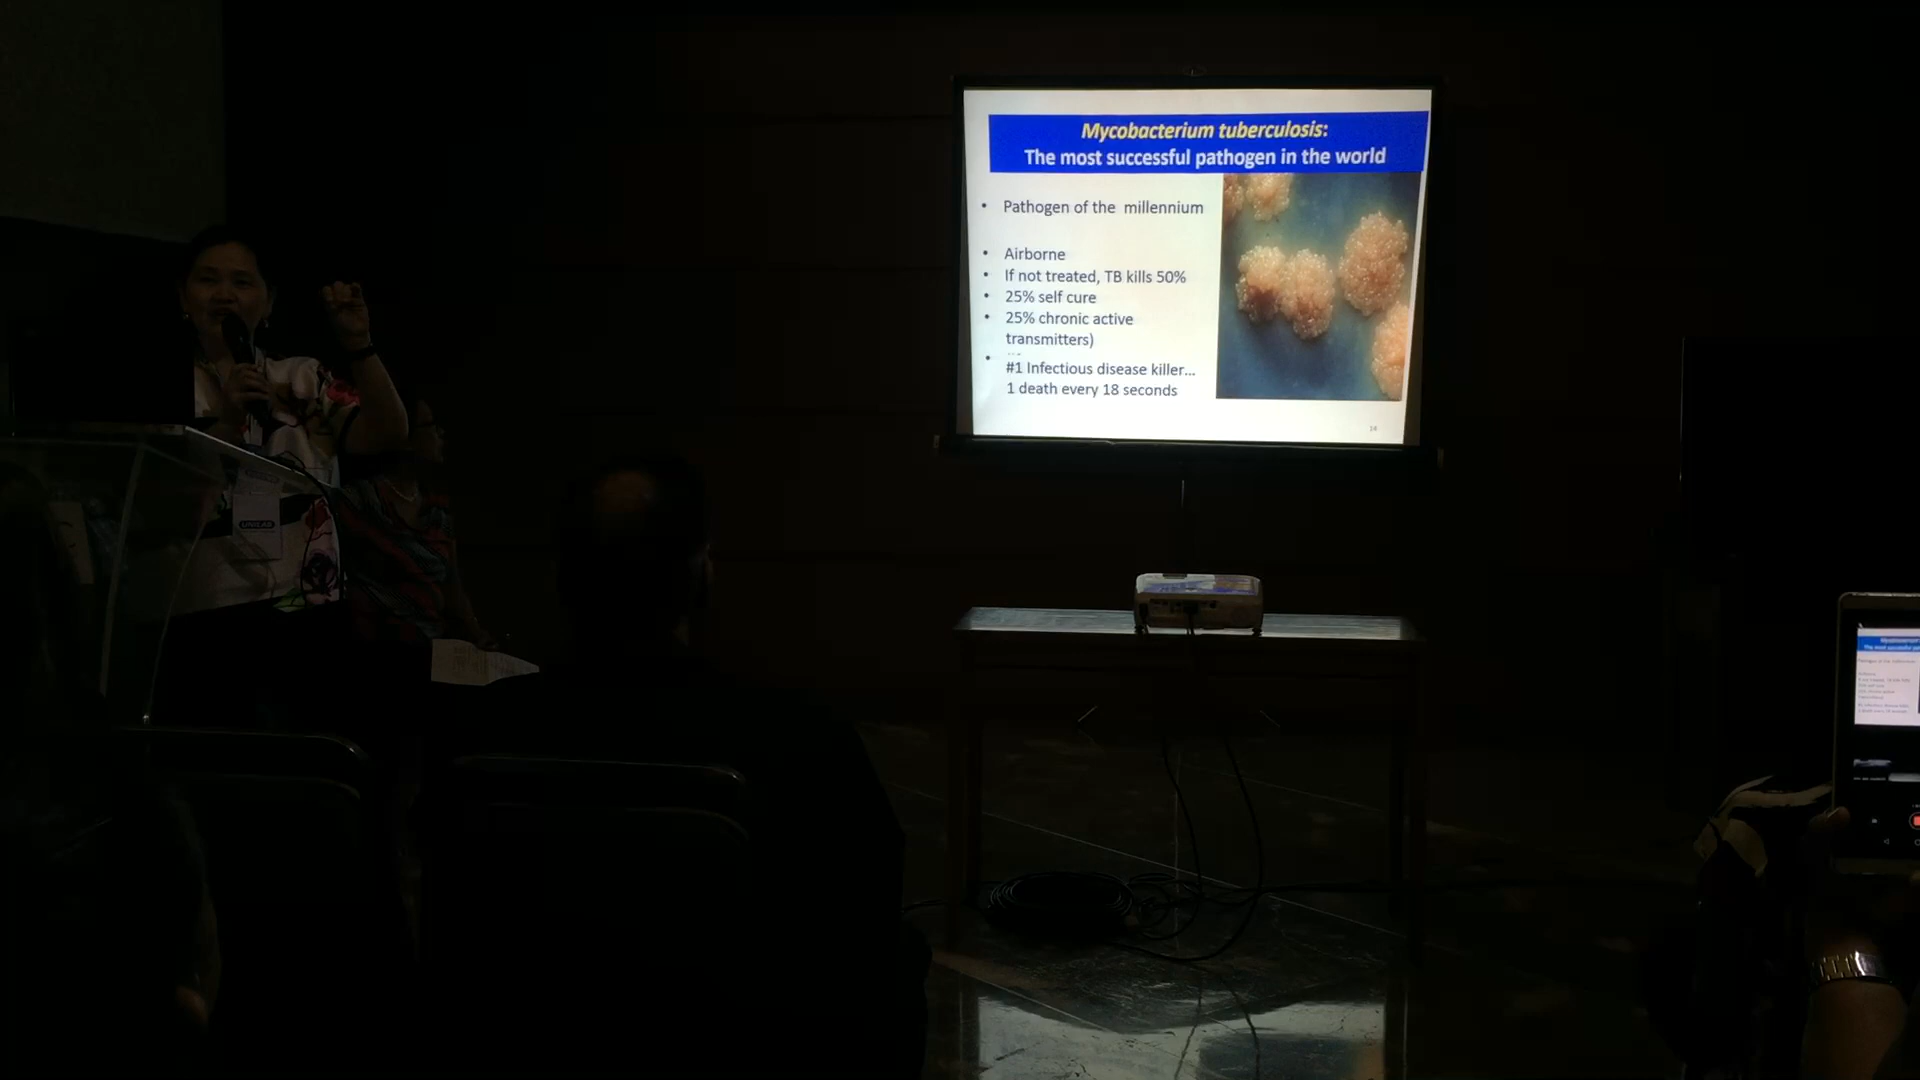 Mycobacterium tuberculosis:
The most successful pathogen in the world
• Pathogen of the millennium
• Airborne
• If not treated, TB kills 50%
• 25% self cure
• 25% chronic active
transmitters)
•
#1 Infectious disease killer...
1 death every 18 seconds
UNILAB